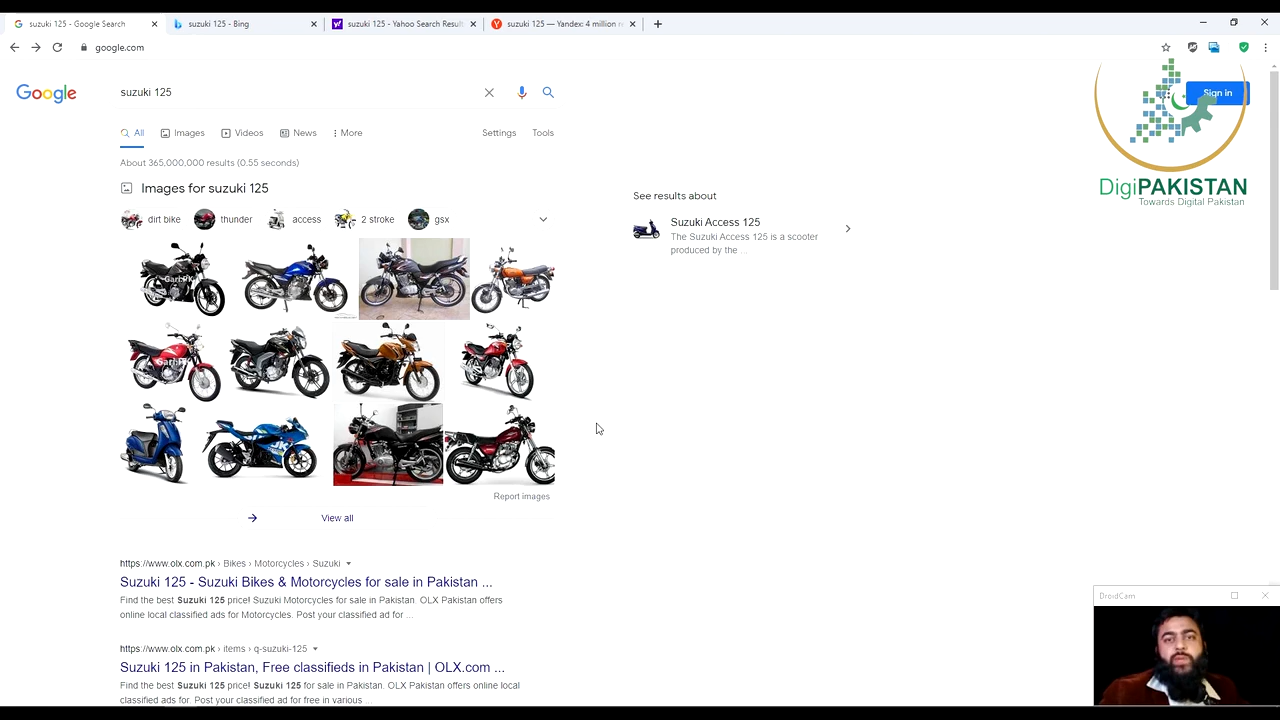 suzuki 125 - Google Search
suzuki 125 - Bing
suzuki 125 - Yahoo Search Result
suzuki 125 — Yandex: 4 million r
google.com
Google
suzuki 125
Sign in
All
Images
Videos
News
More
Settings
Tools
DigiPAKISTAN
Towards Digital Pakistan
About 365,000,000 results (0.55 seconds)
Images for suzuki 125
See results about
dirt bike
thunder
access
2 stroke
gsx
Suzuki Access 125
The Suzuki Access 125 is a scooter
produced by the ...
Report images
View all
https://www.olx.com.pk › Bikes › Motorcycles › Suzuki
Suzuki 125 - Suzuki Bikes & Motorcycles for sale in Pakistan ...
Find the best Suzuki 125 price! Suzuki Motorcycles for sale in Pakistan. OLX Pakistan offers
online local classified ads for Motorcycles. Post your classified ad for ...
https://www.olx.com.pk › items › q-suzuki-125
Suzuki 125 in Pakistan, Free classifieds in Pakistan | OLX.com ...
Find the best Suzuki 125 price! Suzuki 125 for sale in Pakistan. OLX Pakistan offers online local
classified ads for. Post your classified ad for free in various ...
DroidCam